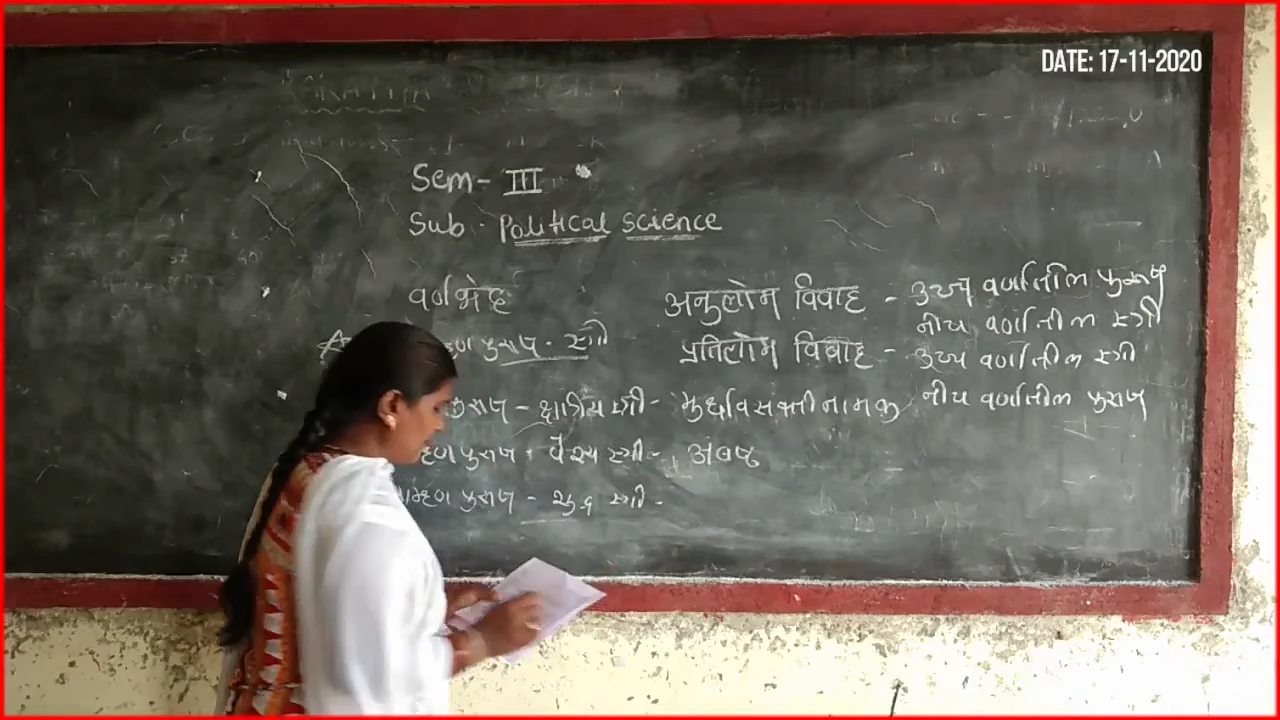 DATE: 17-11-2020
Sem - III
Sub - Political Science
वर्णभेद
अनुलोम विवाह - उच्च वर्णातील पुरूष
नीच वर्णातील स्त्री
पुरूष - स्त्री
प्रतिलोम विवाह - उच्च वर्णातील स्त्री
नीच वर्णातील पुरूष
पुरूष - क्षत्रिय स्त्री - मुर्धावसक्ती नामक
पुरूष - वैश्य स्त्री - अंबष्ठ
पुरूष - शुद्र स्त्री -